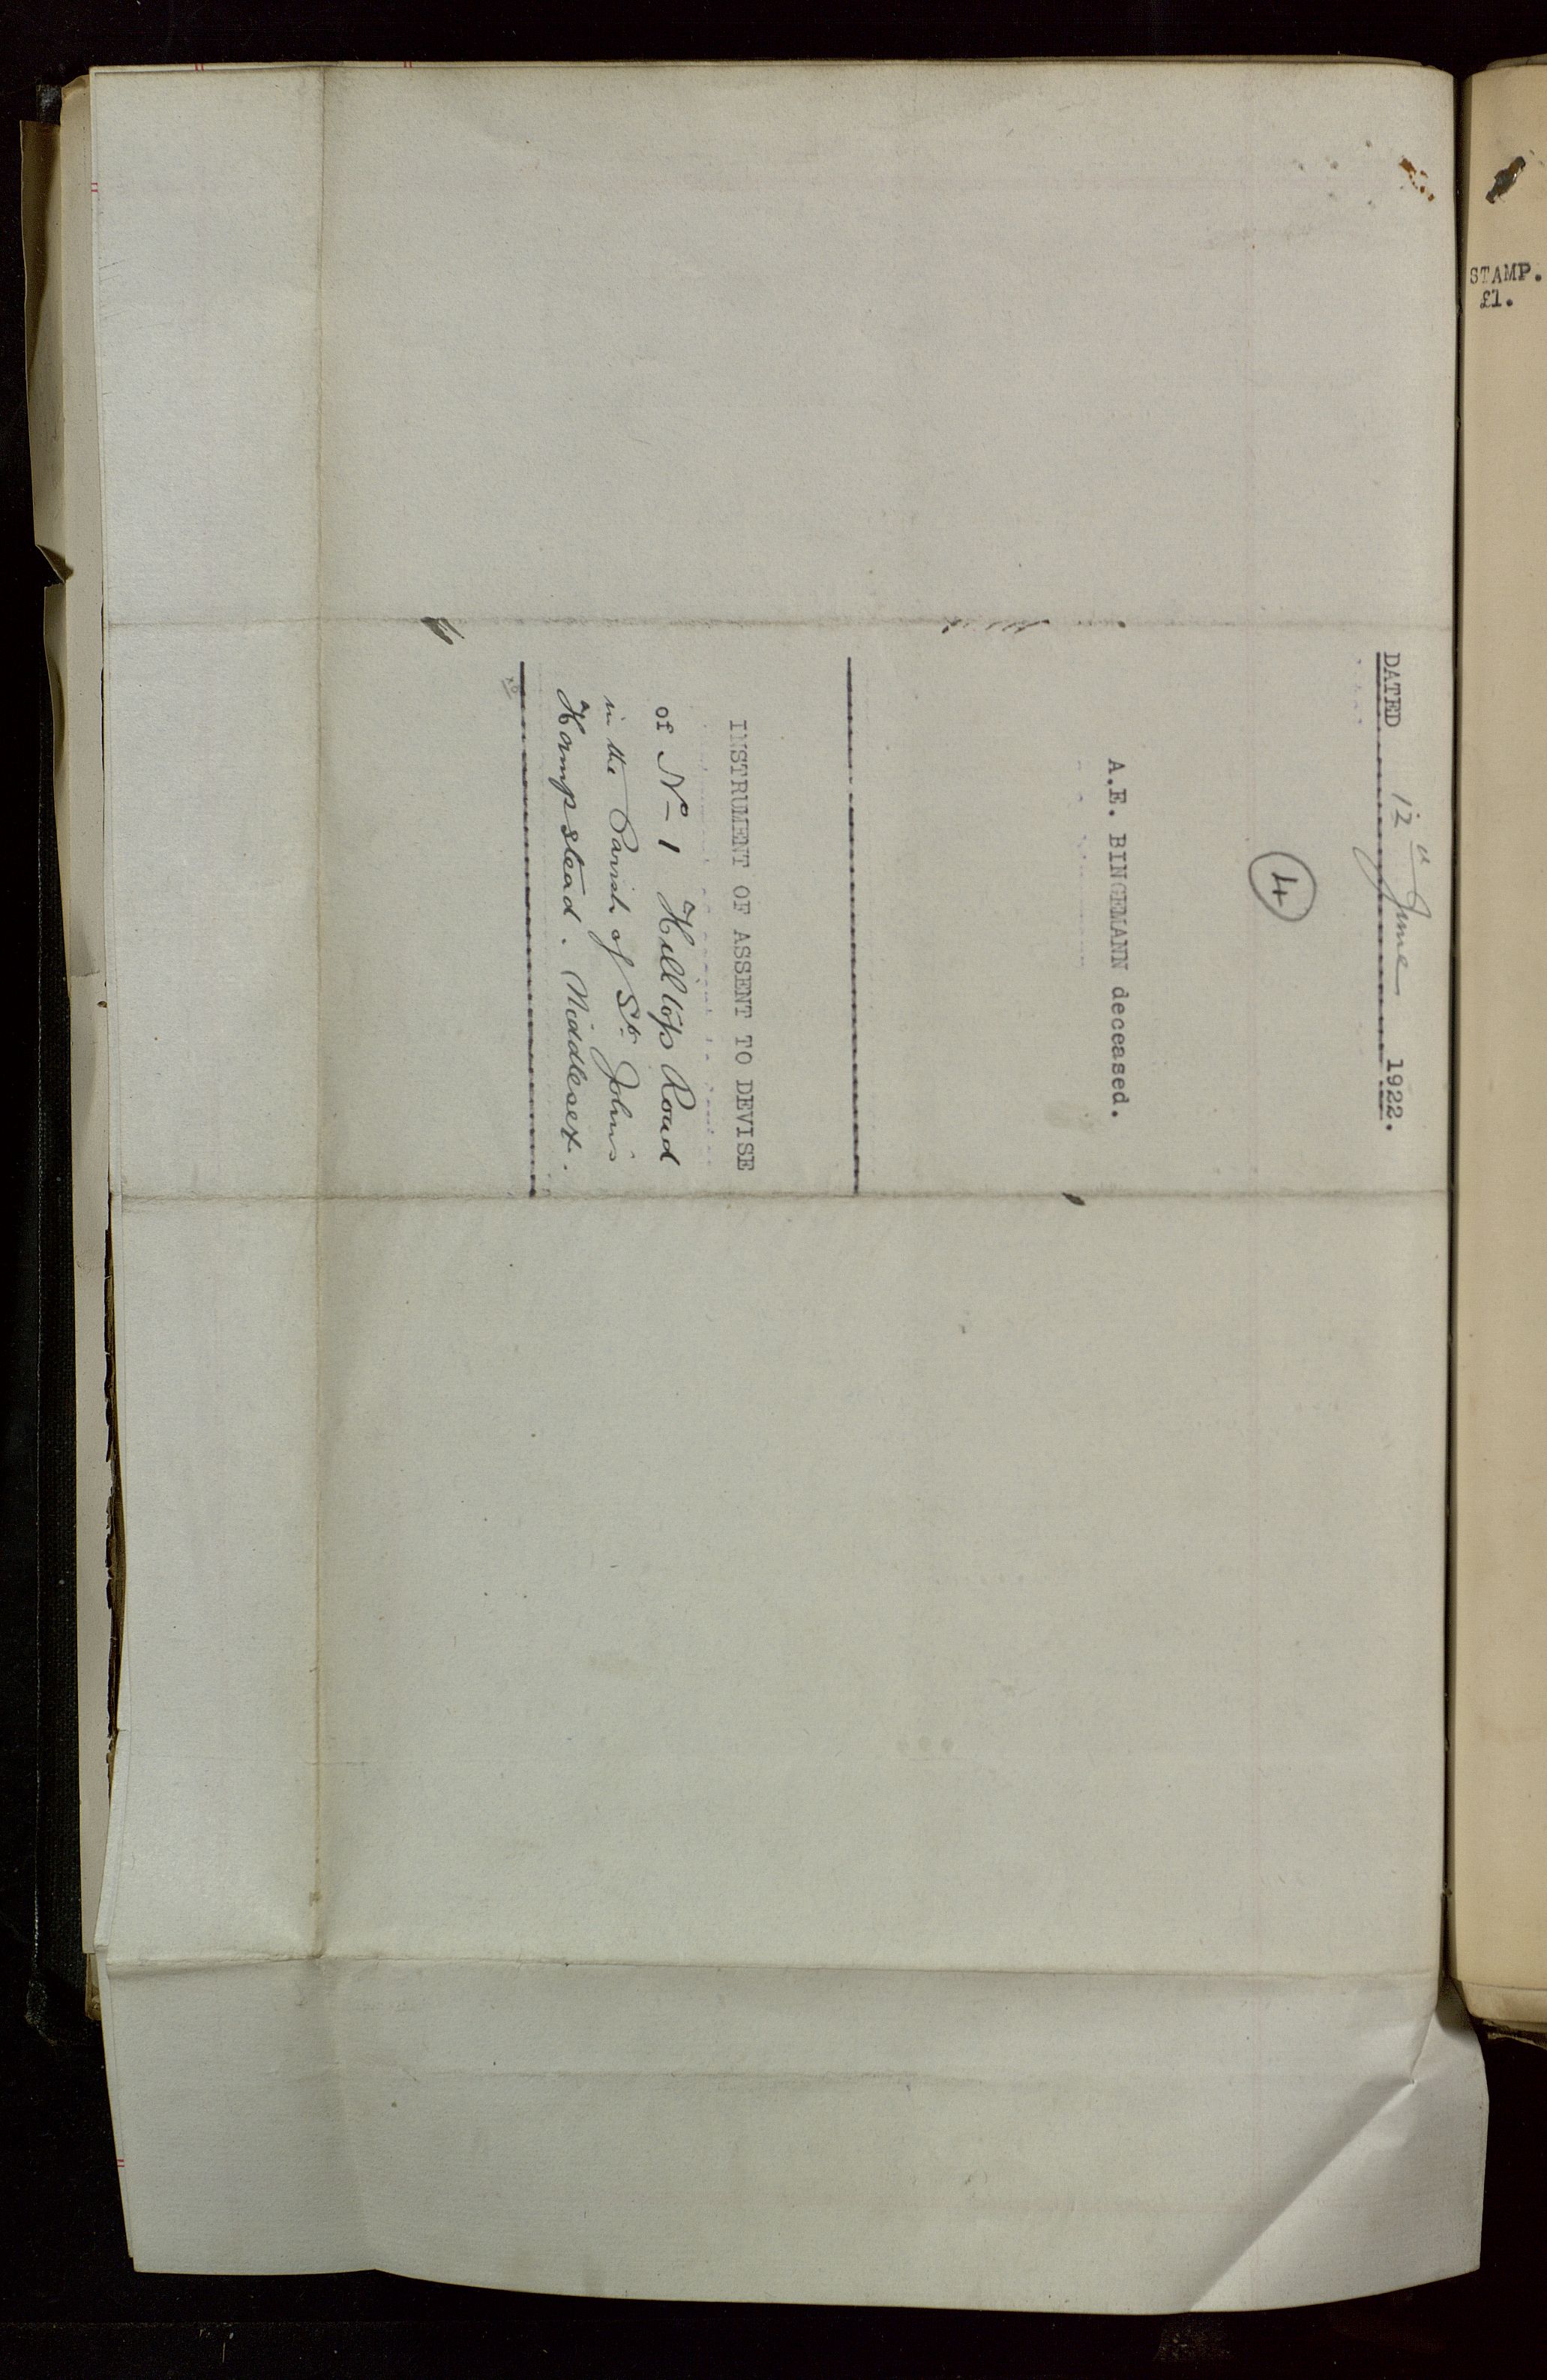 DATED 12th June 1922.
4
A.E. BINGEMANN deceased.
INSTRUMENT OF ASSENT TO DEVISE
of No 1 Hilltop Road
in the Parish of St. John's
Hampstead. Middlesex.
STAMP.
£1.